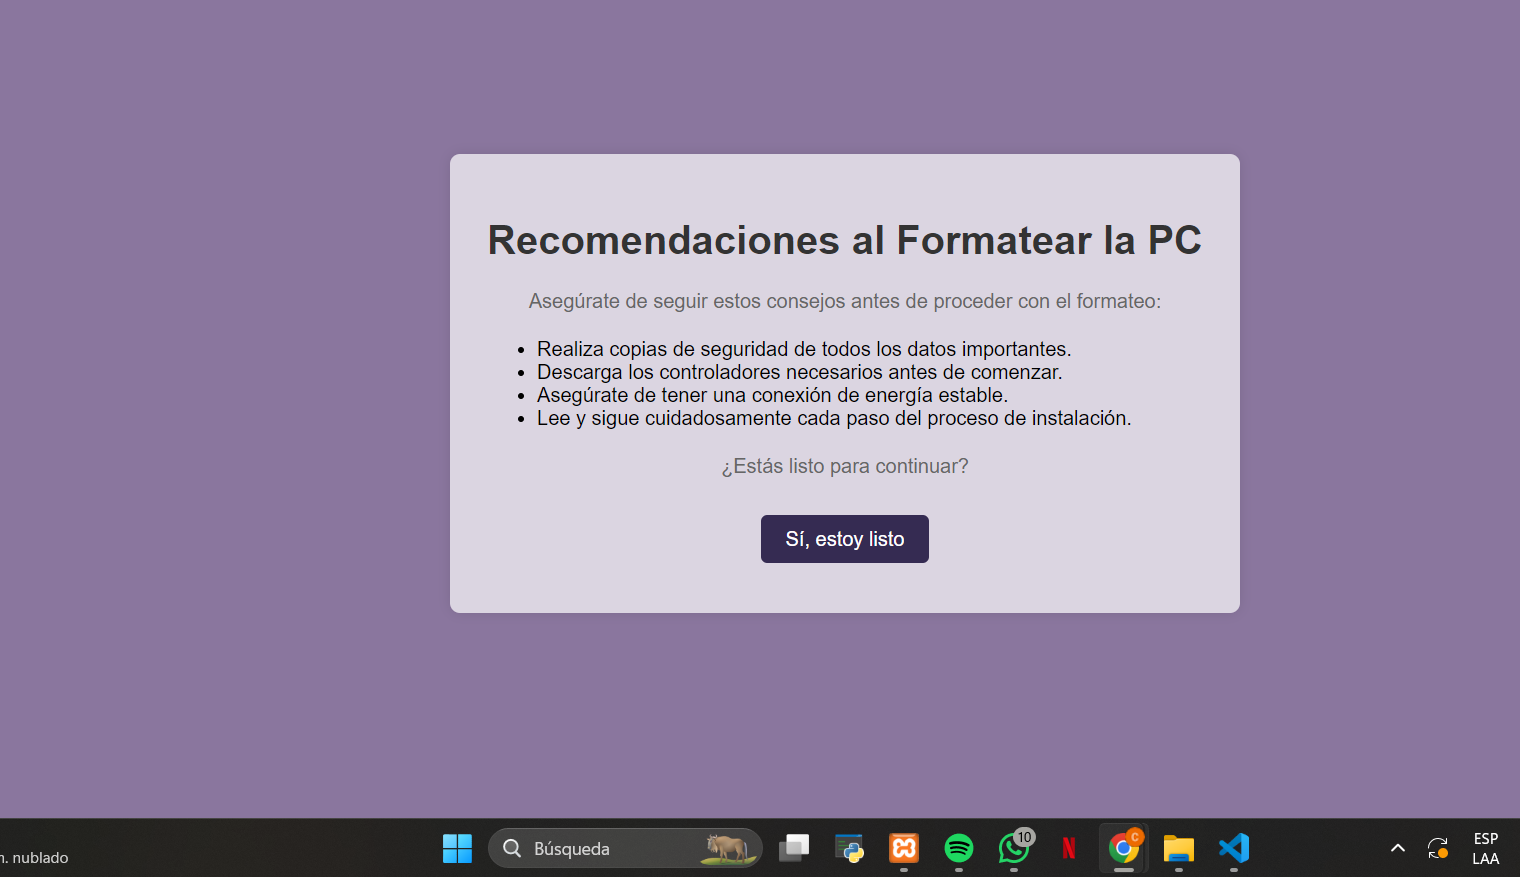 Recomendaciones al Formatear la PC
Asegúrate de seguir estos consejos antes de proceder con el formateo:
• Realiza copias de seguridad de todos los datos importantes.
• Descarga los controladores necesarios antes de comenzar.
• Asegúrate de tener una conexión de energía estable.
• Lee y sigue cuidadosamente cada paso del proceso de instalación.
¿Estás listo para continuar?
Sí, estoy listo
nublado
Búsqueda
10
N
C
ESP
LAA